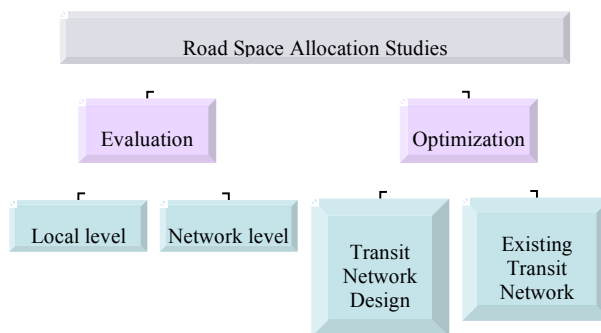 Road Space Allocation Studies
Evaluation
Optimization
Local level
Network level
Transit
Network
Design
Existing
Transit
Network